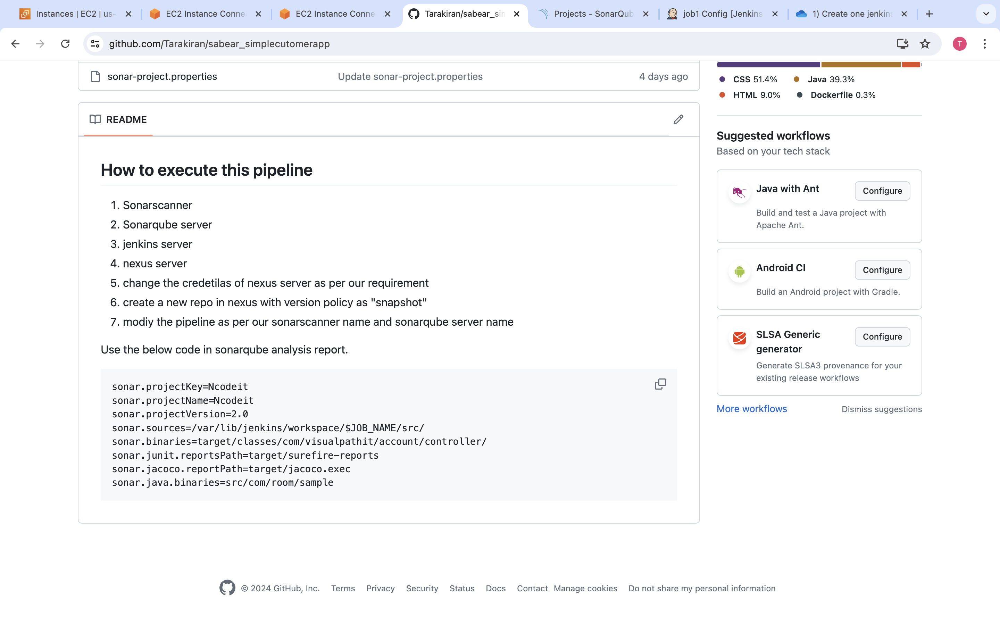 Instances | EC2 | us-
EC2 Instance Conne
EC2 Instance Conne
Tarakiran/sabear_sim
Projects - SonarQub
job1 Config [Jenkins
1) Create one jenkins
github.com/Tarakiran/sabear_simplecutomerapp
T
sonar-project.properties
Update sonar-project.properties
4 days ago
CSS 51.4%
Java 39.3%
HTML 9.0%
Dockerfile 0.3%
README
How to execute this pipeline
1. Sonarscanner
2. Sonarqube server
3. jenkins server
4. nexus server
5. change the credetilas of nexus server as per our requirement
6. create a new repo in nexus with version policy as "snapshot"
7. modiy the pipeline as per our sonarscanner name and sonarqube server name
Use the below code in sonarqube analysis report.
sonar.projectKey=Ncodeit
sonar.projectName=Ncodeit
sonar.projectVersion=2.0
sonar.sources=/var/lib/jenkins/workspace/$JOB_NAME/src/
sonar.binaries=target/classes/com/visualpathit/account/controller/
sonar.junit.reportsPath=target/surefire-reports
sonar.jacoco.reportPath=target/jacoco.exec
sonar.java.binaries=src/com/room/sample
Suggested workflows
Based on your tech stack
Java with Ant
Configure
Build and test a Java project with
Apache Ant.
Android CI
Configure
Build an Android project with Gradle.
SLSA Generic
generator
Configure
Generate SLSA3 provenance for your
existing release workflows
More workflows
Dismiss suggestions
© 2024 GitHub, Inc.
Terms
Privacy
Security
Status
Docs
Contact
Manage cookies
Do not share my personal information